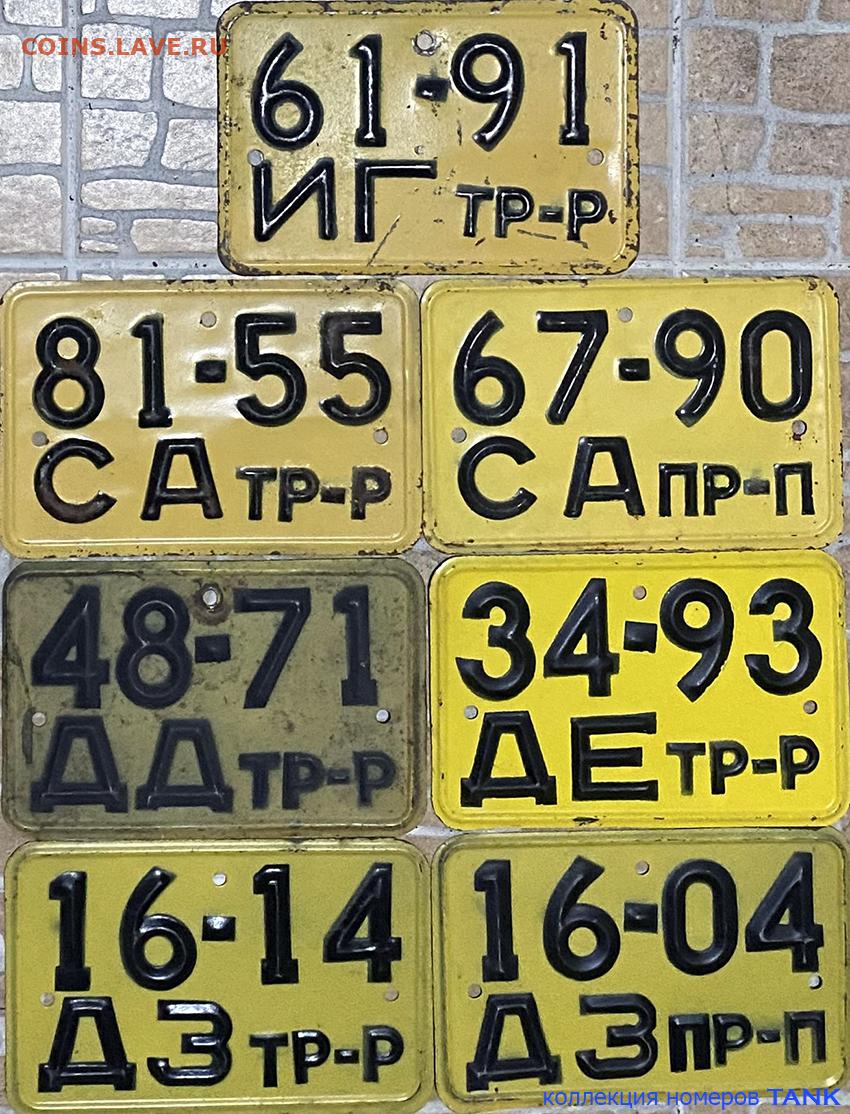 COINS.LAVE.RU
61-91
ИГ ТР-Р
81-55
СА ТР-Р
67-90
СА ПР-П
48-71
ДД ТР-Р
34-93
ДЕ ТР-Р
16-14
ДЗ ТР-Р
16-04
ДЗ ПР-П
коллекция номеров TANK